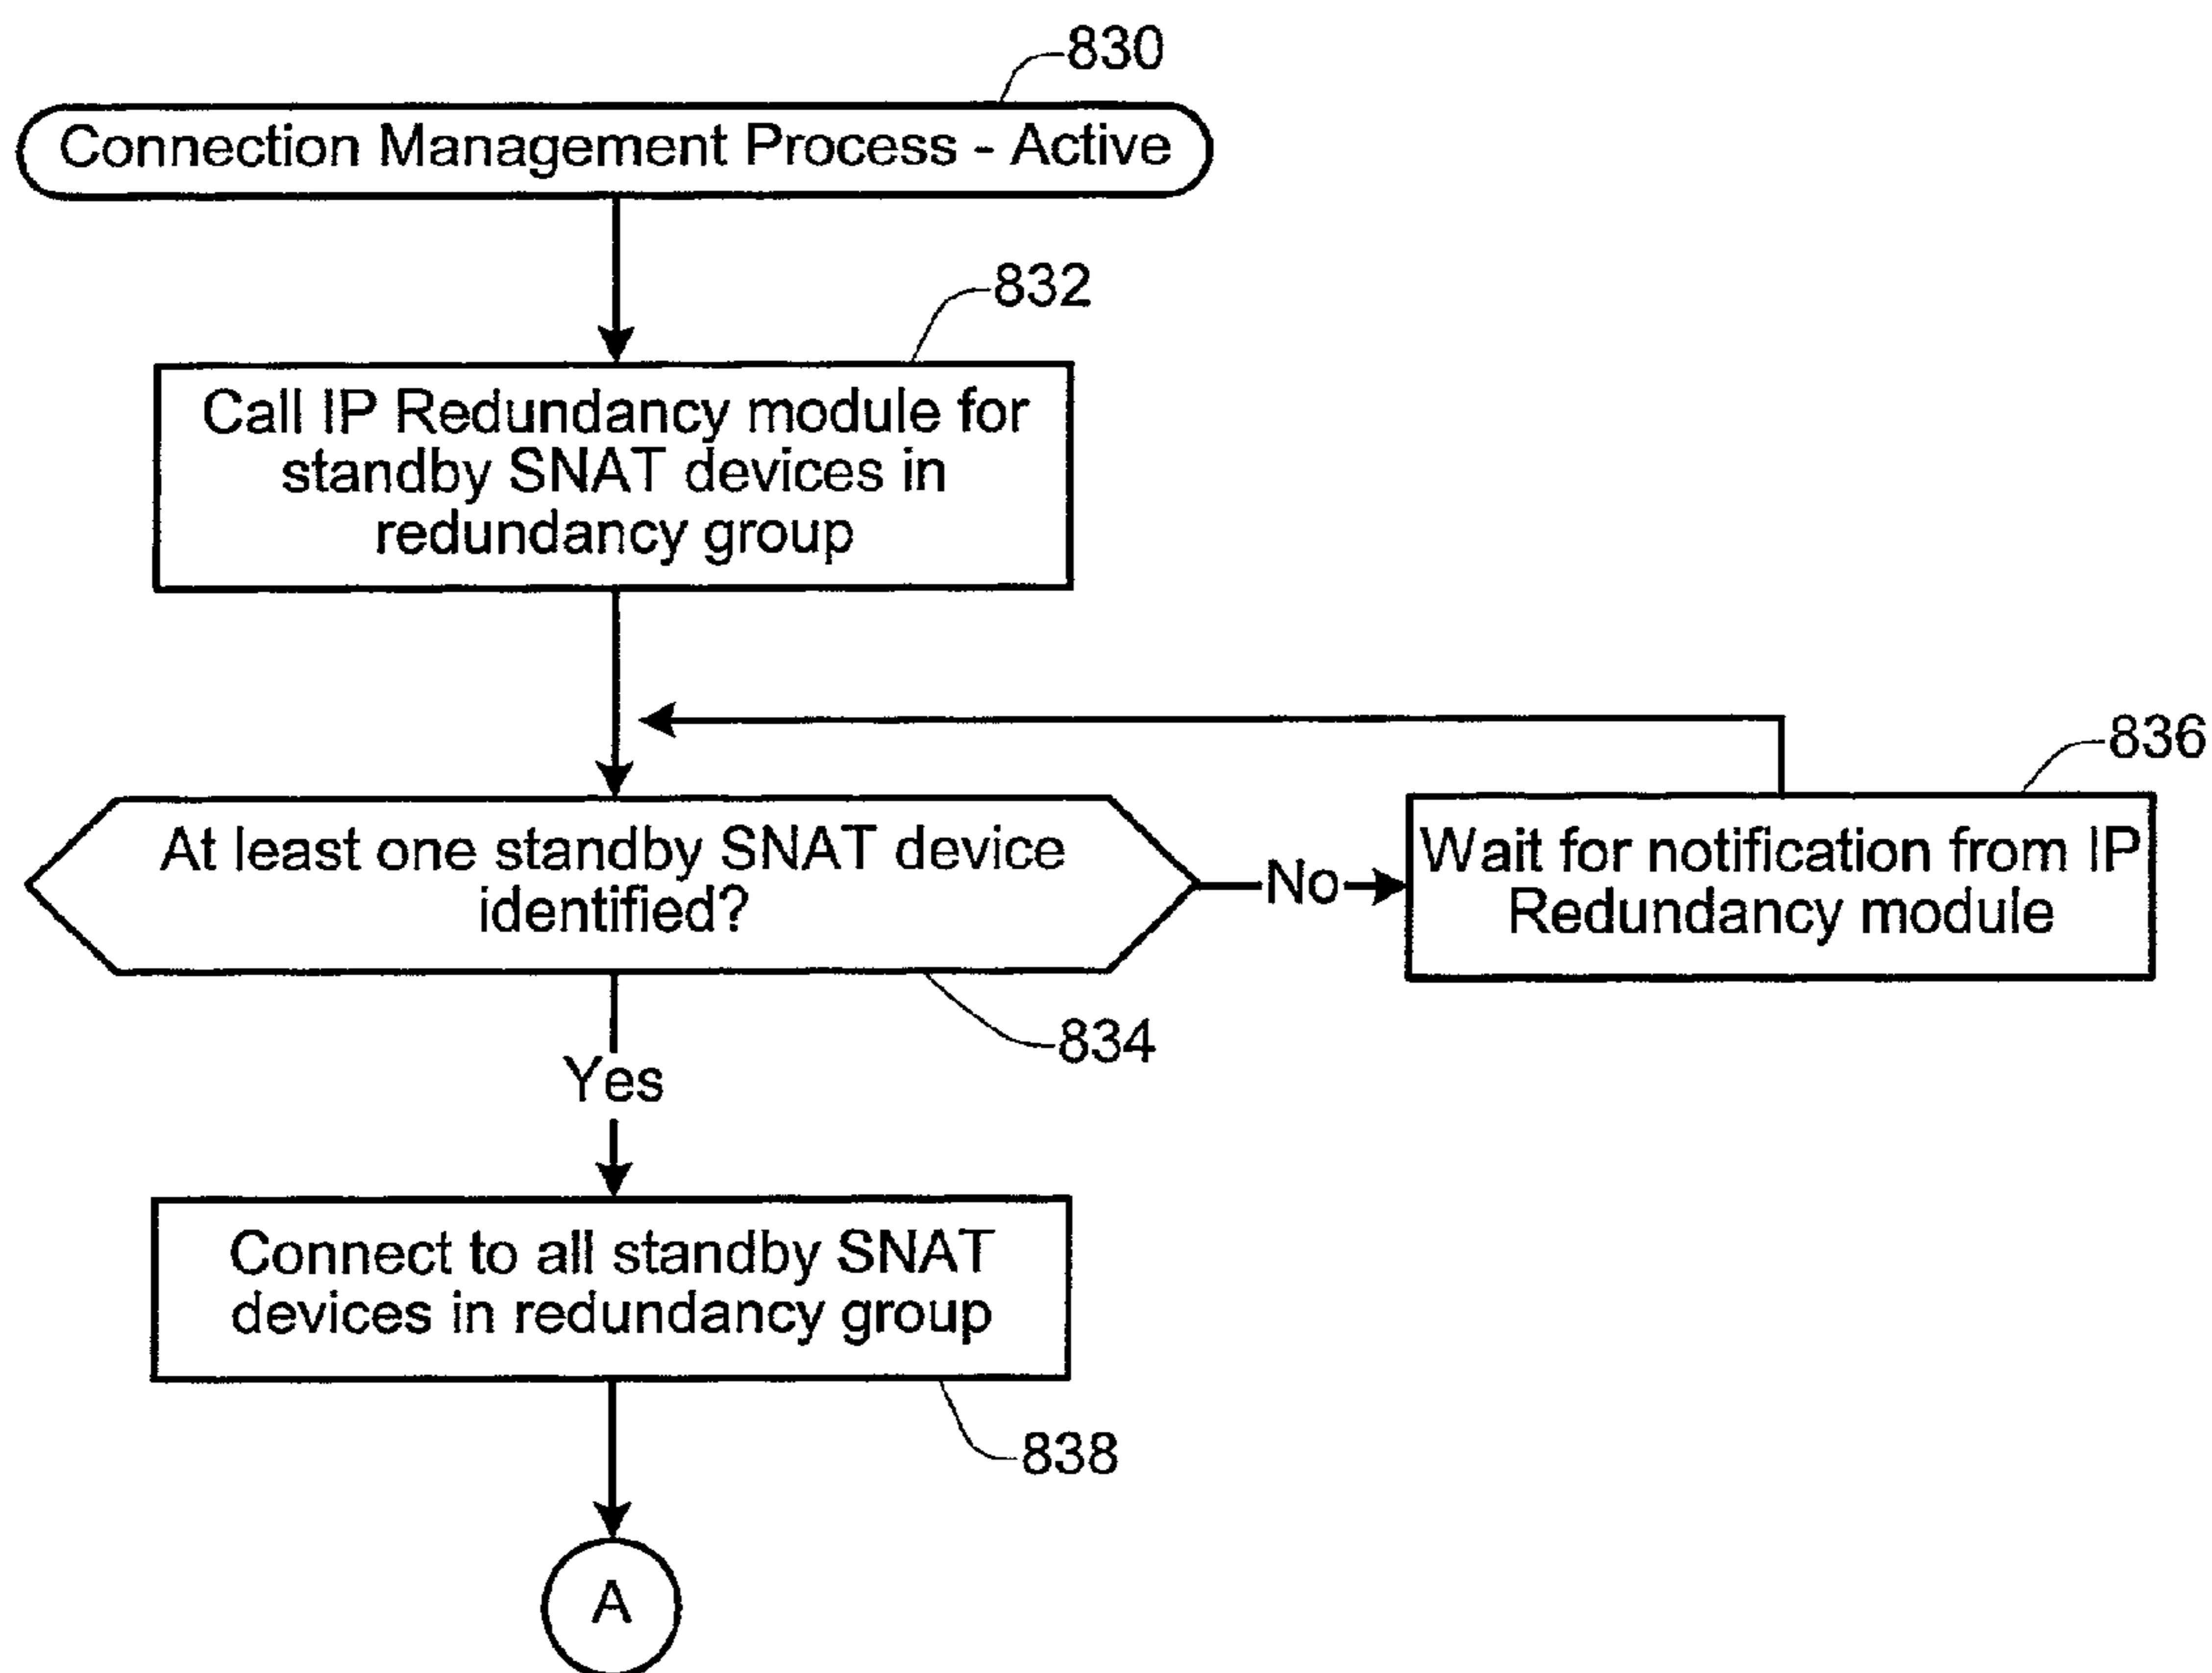 830
Connection Management Process - Active
832
Call IP Redundancy module for
standby SNAT devices in
redundancy group
836
At least one standby SNAT device
identified?
No
Wait for notification from IP
Redundancy module
834
Yes
Connect to all standby SNAT
devices in redundancy group
838
A